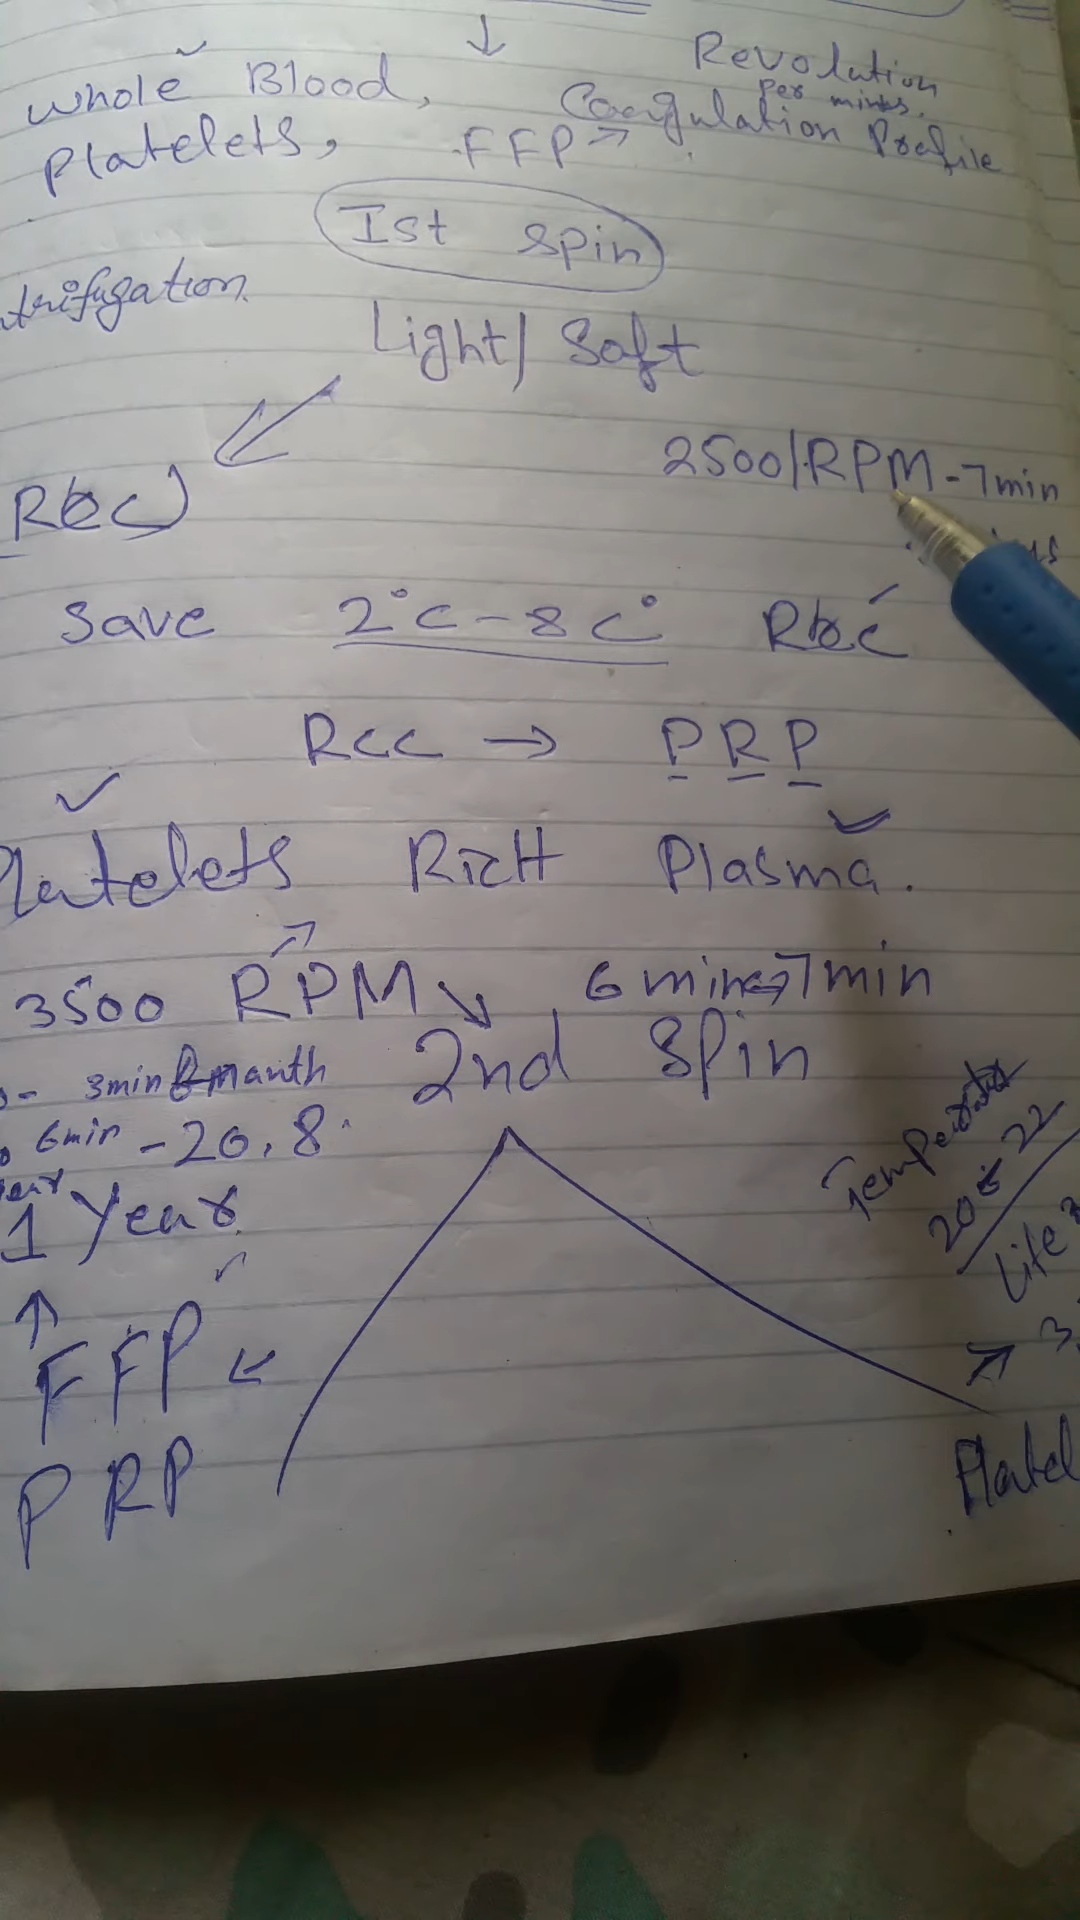 Revolution
per mints.
whole Blood,
Coagulation Profile
Platelets, FFP
Ist spin
trifugation
Light/ Soft
2500/RPM-7min
Rbc
Save 2°c-8c° Rbc
Rcc → PRP
Platelets Rich Plasma.
3500 RPM 6min 7min
2nd Spin
3min
6min -20.8.
1 Year
Temperature
20 22
Life
FFP
3
PRP
Platel